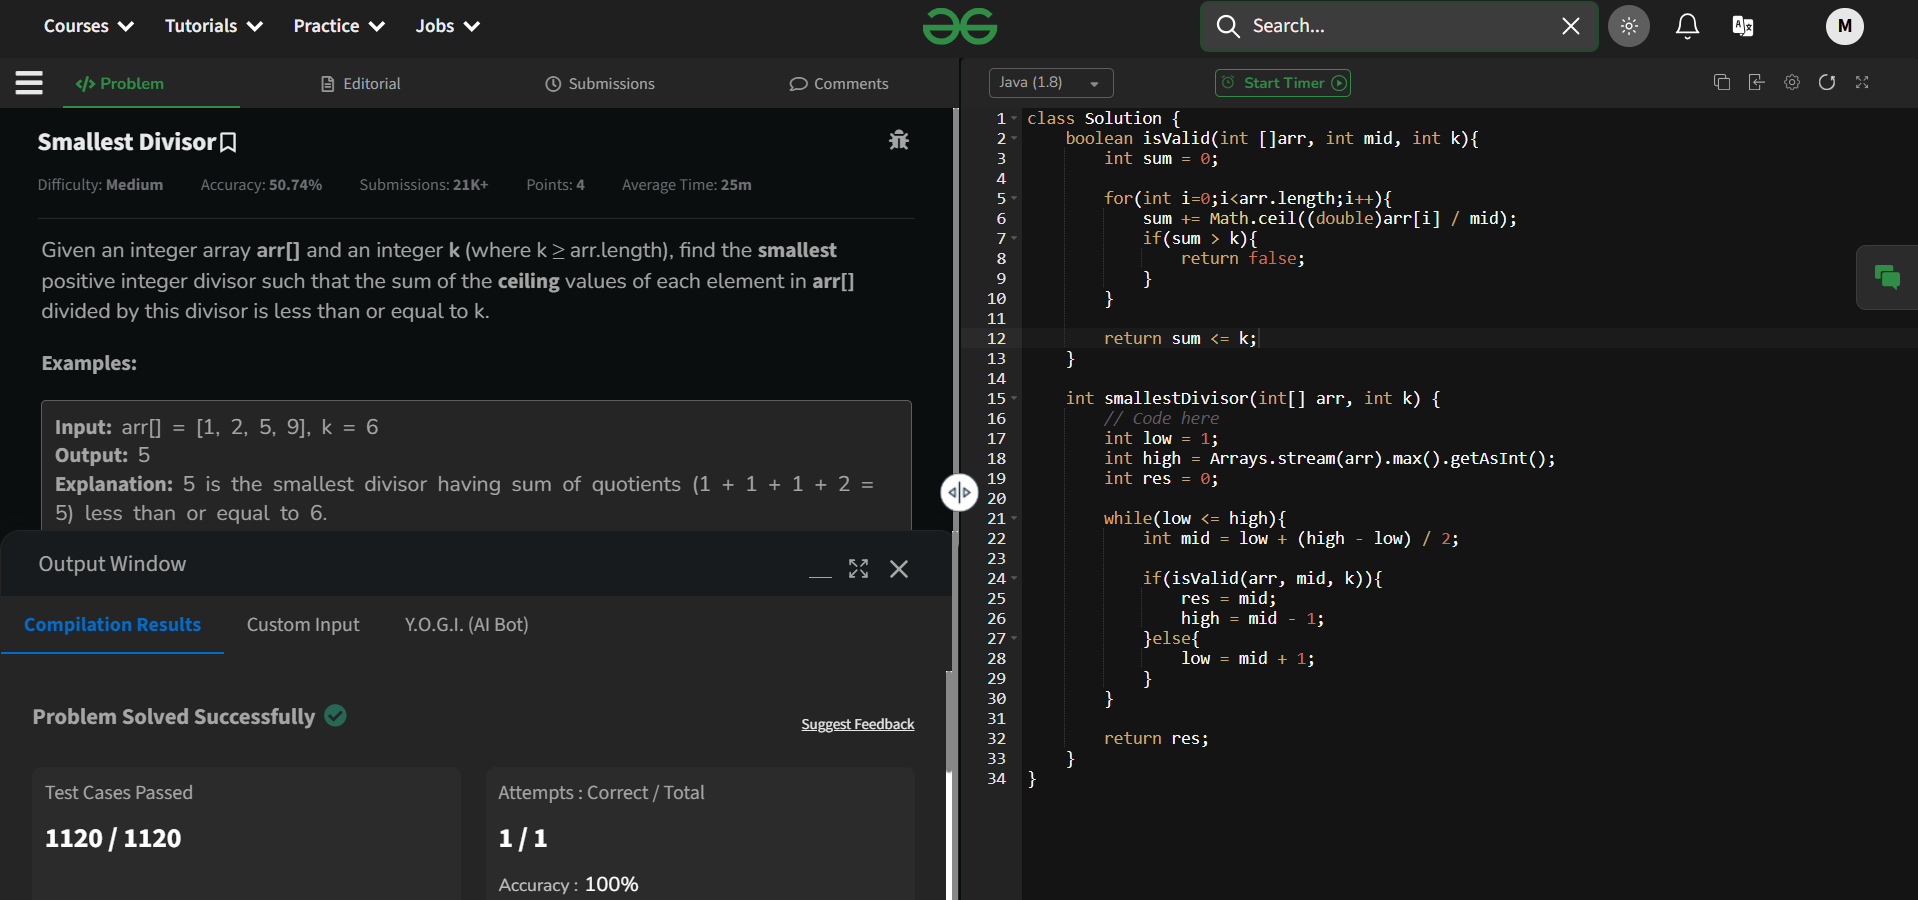 Courses Tutorials Practice Jobs Search... M
Problem Editorial Submissions Comments
Smallest Divisor
Difficulty: Medium Accuracy: 50.74% Submissions: 21K+ Points: 4 Average Time: 25m
Given an integer array arr[] and an integer k (where k ≥ arr.length), find the smallest
positive integer divisor such that the sum of the ceiling values of each element in arr[]
divided by this divisor is less than or equal to k.
Examples:
Input: arr[] = [1, 2, 5, 9], k = 6
Output: 5
Explanation: 5 is the smallest divisor having sum of quotients (1 + 1 + 1 + 2 =
5) less than or equal to 6.
Output Window
Compilation Results Custom Input Y.O.G.I. (AI Bot)
Problem Solved Successfully
Suggest Feedback
Test Cases Passed
1120 / 1120
Attempts : Correct / Total
1 / 1
Accuracy : 100%
Java (1.8) Start Timer
1 class Solution {
2     boolean isValid(int []arr, int mid, int k){
3         int sum = 0;
4
5         for(int i=0;i<arr.length;i++){
6             sum += Math.ceil((double)arr[i] / mid);
7             if(sum > k){
8                 return false;
9             }
10         }
11
12         return sum <= k;
13     }
14
15     int smallestDivisor(int[] arr, int k) {
16         // Code here
17         int low = 1;
18         int high = Arrays.stream(arr).max().getAsInt();
19         int res = 0;
20
21         while(low <= high){
22             int mid = low + (high - low) / 2;
23
24             if(isValid(arr, mid, k)){
25                 res = mid;
26                 high = mid - 1;
27             }else{
28                 low = mid + 1;
29             }
30         }
31
32         return res;
33     }
34 }